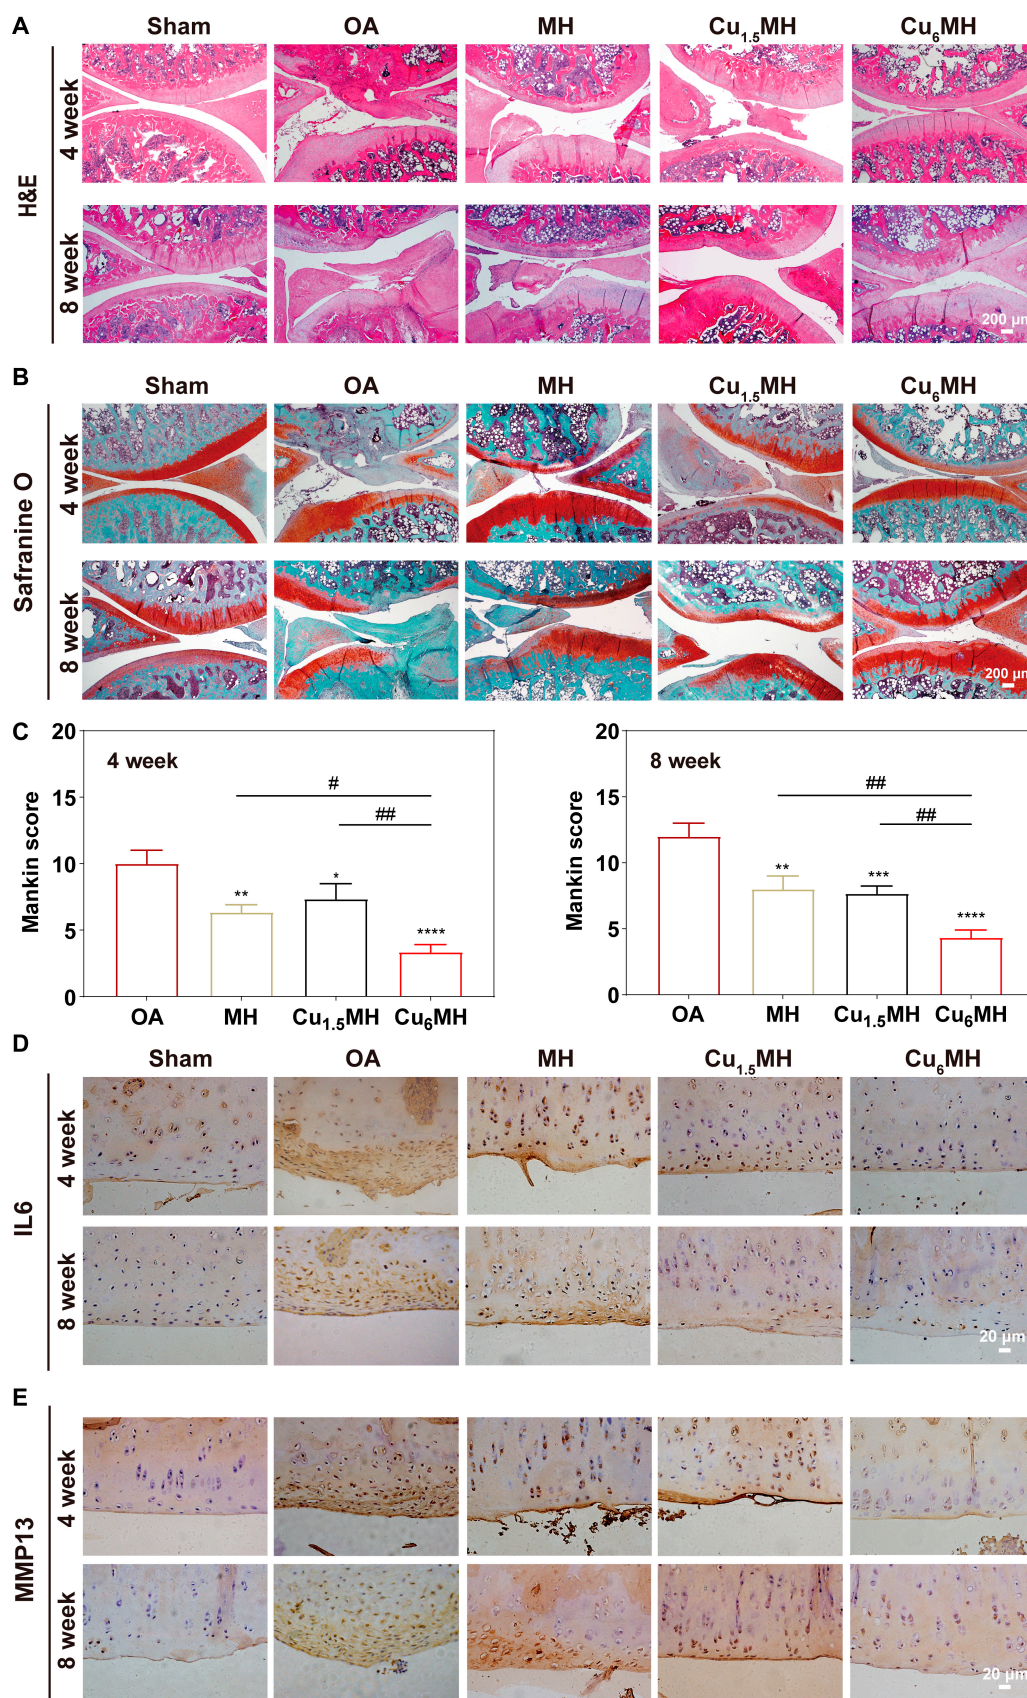 A
Sham OA MH Cu1.5MH Cu6MH
H&E
4 week
8 week
200 μm
B
Sham OA MH Cu1.5MH Cu6MH
Safranine O
4 week
8 week
200 μm
C
Mankin score
20
15
10
5
0
4 week
#
##
**
*
****
OA MH Cu1.5MH Cu6MH
Mankin score
20
15
10
5
0
8 week
##
##
**
***
****
OA MH Cu1.5MH Cu6MH
D
Sham OA MH Cu1.5MH Cu6MH
IL6
4 week
8 week
20 μm
E
MMP13
4 week
8 week
20 μm